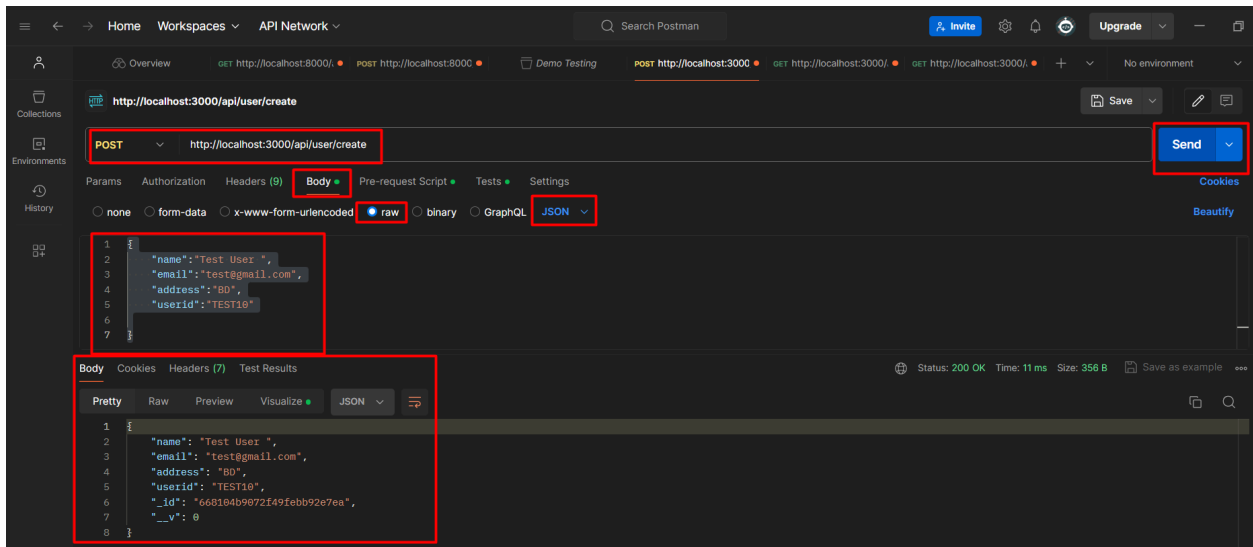 Home Workspaces API Network Search Postman Invite Upgrade
Overview GET http://localhost:8000/. POST http://localhost:8000 Demo Testing POST http://localhost:3000 GET http://localhost:3000/. GET http://localhost:3000/. No environment
Collections
Environments
History
HTTP http://localhost:3000/api/user/create Save
POST http://localhost:3000/api/user/create Send
Params Authorization Headers (9) Body Pre-request Script Tests Settings Cookies
none form-data x-www-form-urlencoded raw binary GraphQL JSON Beautify
1 {
2 "name":"Test User ",
3 "email":"test@gmail.com",
4 "address":"BD",
5 "userid":"TEST10"
6
7 }
Body Cookies Headers (7) Test Results Status: 200 OK Time: 11 ms Size: 356 B Save as example
Pretty Raw Preview Visualize JSON
1 {
2 "name": "Test User ",
3 "email": "test@gmail.com",
4 "address": "BD",
5 "userid": "TEST10",
6 "_id": "668104b9072f49febb92e7ea",
7 "__v": 0
8 }